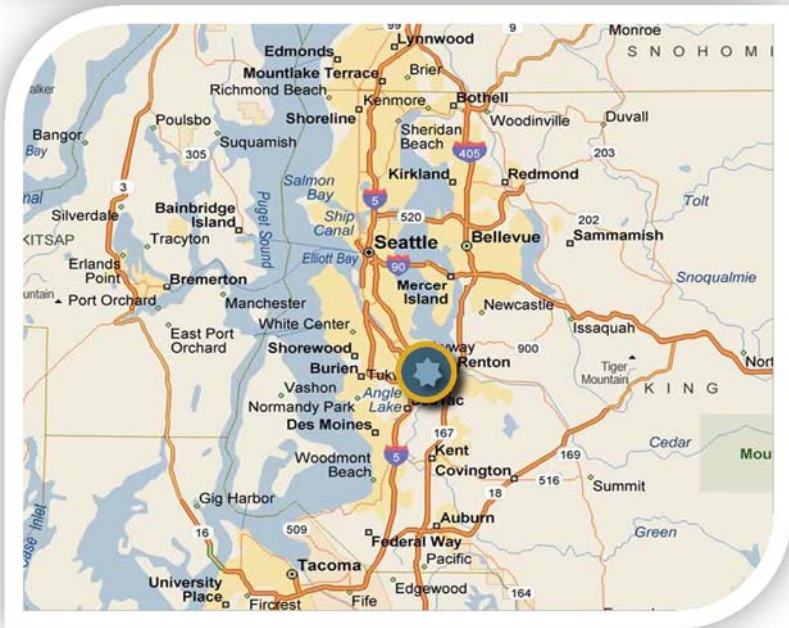 99
9
Monroe
Lynnwood
Edmonds
SNOHOMI
Mountlake Terrace
Brier
Richmond Beach
Kenmore
Bothell
Poulsbo
Shoreline
Woodinville
Duvall
Bangor
Bay
Suquamish
Sheridan
Beach
305
405
203
Kirkland
Redmond
3
Salmon
Bay
5
Tolt
Silverdale
Bainbridge
Island
Puget Sound
Ship
Canal
520
202
KITSAP
Tracyton
Seattle
Bellevue
Sammamish
Erlands
Point
Elliott Bay
90
Bremerton
Mercer
Island
Snoqualmie
Port Orchard
Manchester
Newcastle
White Center
Issaquah
East Port
Orchard
Shorewood
900
Renton
Burien
Tiger
Mountain
Vashon
Angle
Lake
KING
Normandy Park
Des Moines
167
Cedar
Woodmont
Beach
5
Kent
169
Covington
516
Summit
18
Gig Harbor
Auburn
16
509
Federal Way
Green
Tacoma
Pacific
University
Place
Edgewood
164
Fircrest
Fife